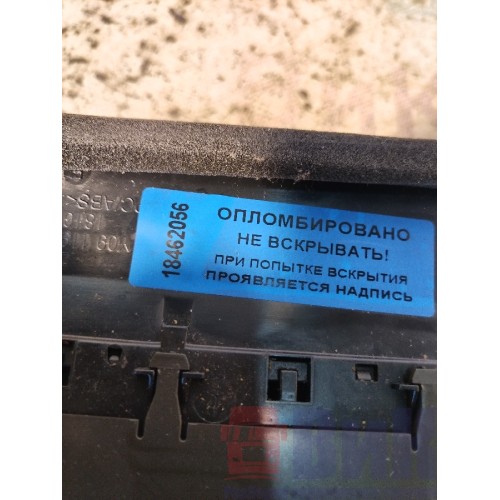 18462056
ОПЛОМБИРОВАНО
НЕ ВСКРЫВАТЬ!
ПРИ ПОПЫТКЕ ВСКРЫТИЯ
ПРОЯВЛЯЕТСЯ НАДПИСЬ